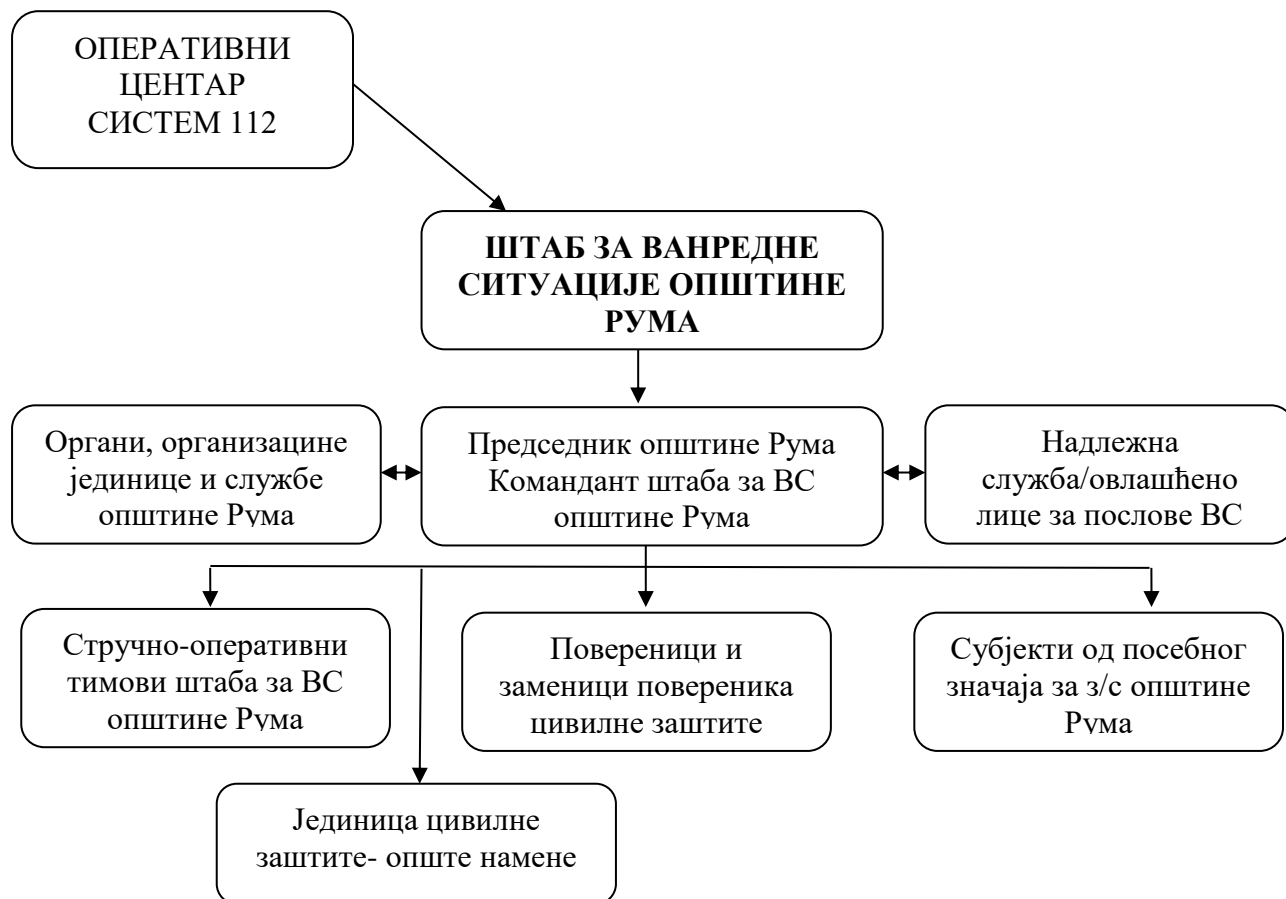 ОПЕРАТИВНИ
ЦЕНТАР
СИСТЕМ 112
ШТАБ ЗА ВАНРЕДНЕ
СИТУАЦИЈЕ ОПШТИНЕ
РУМА
Органи, организацине
јединице и службе
општине Рума
Председник општине Рума
Командант штаба за ВС
општине Рума
Надлежна
служба/овлашћено
лице за послове ВС
Стручно-оперативни
тимови штаба за ВС
општине Рума
Повереници и
заменици повереника
цивилне заштите
Субјекти од посебног
значаја за з/с општине
Рума
Јединица цивилне
заштите- опште намене